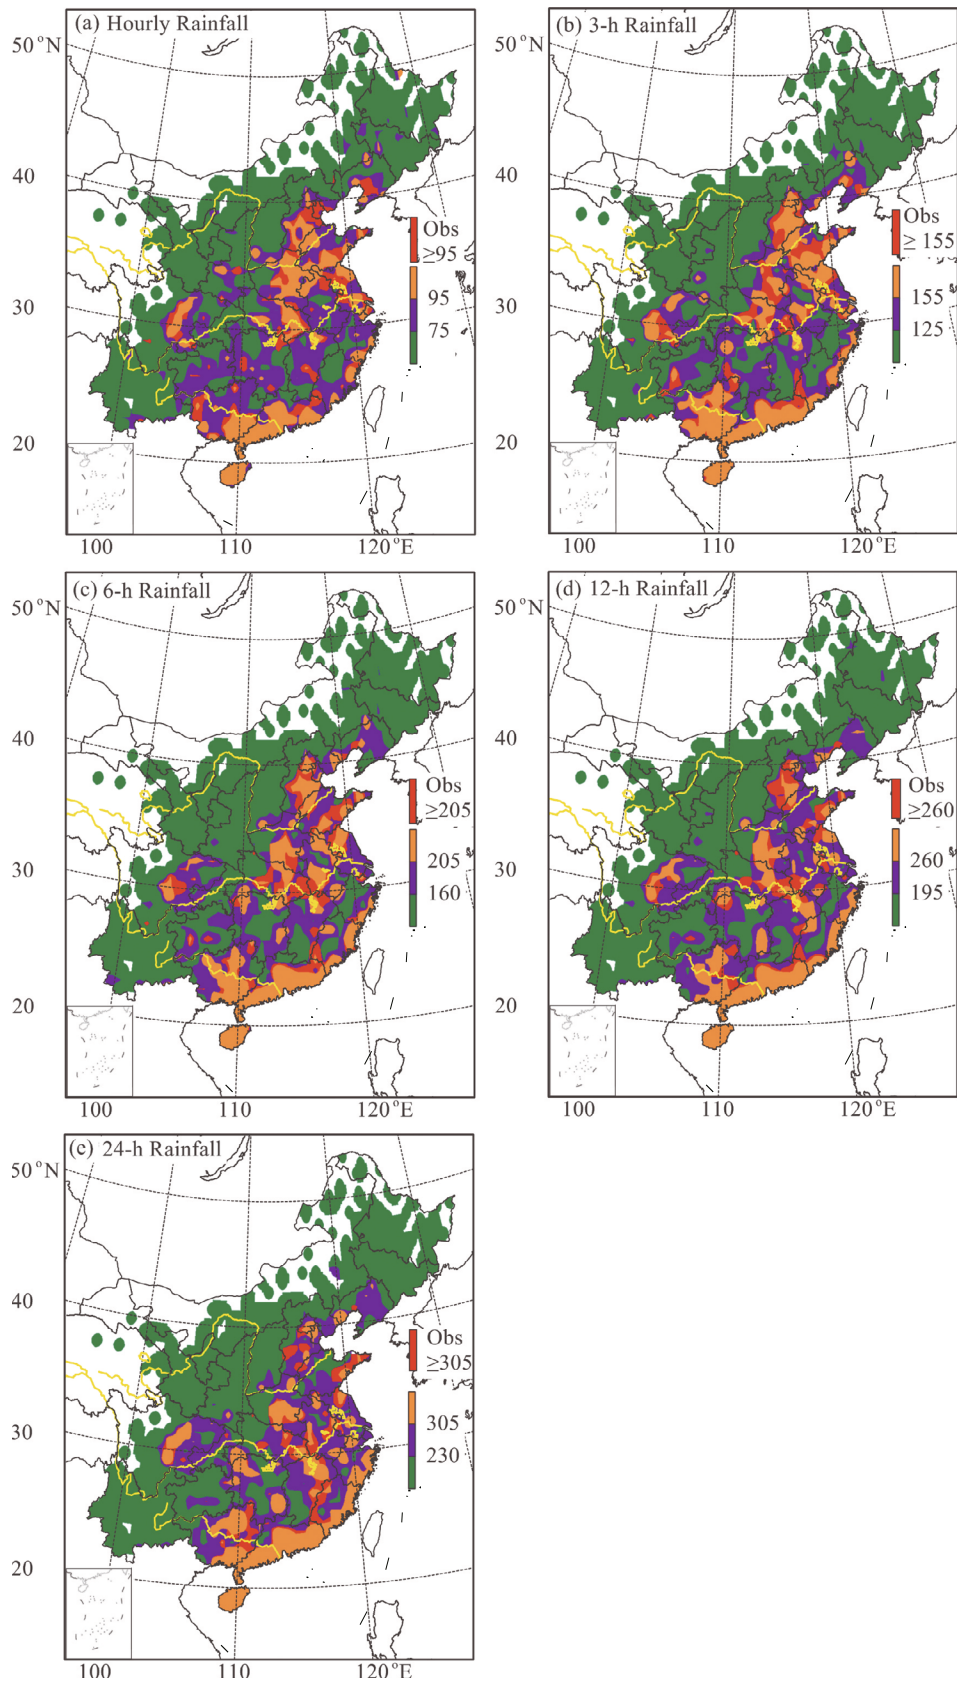 (a) Hourly Rainfall
50°N
40
30
20
100
110
120°E
Obs
≥95
95
75
(b) 3-h Rainfall
50°N
40
30
20
100
110
120°E
Obs
≥ 155
155
125
(c) 6-h Rainfall
50°N
40
30
20
100
110
120°E
Obs
≥205
205
160
(d) 12-h Rainfall
50°N
40
30
20
100
110
120°E
Obs
≥260
260
195
(e) 24-h Rainfall
50°N
40
30
20
100
110
120°E
Obs
≥305
305
230